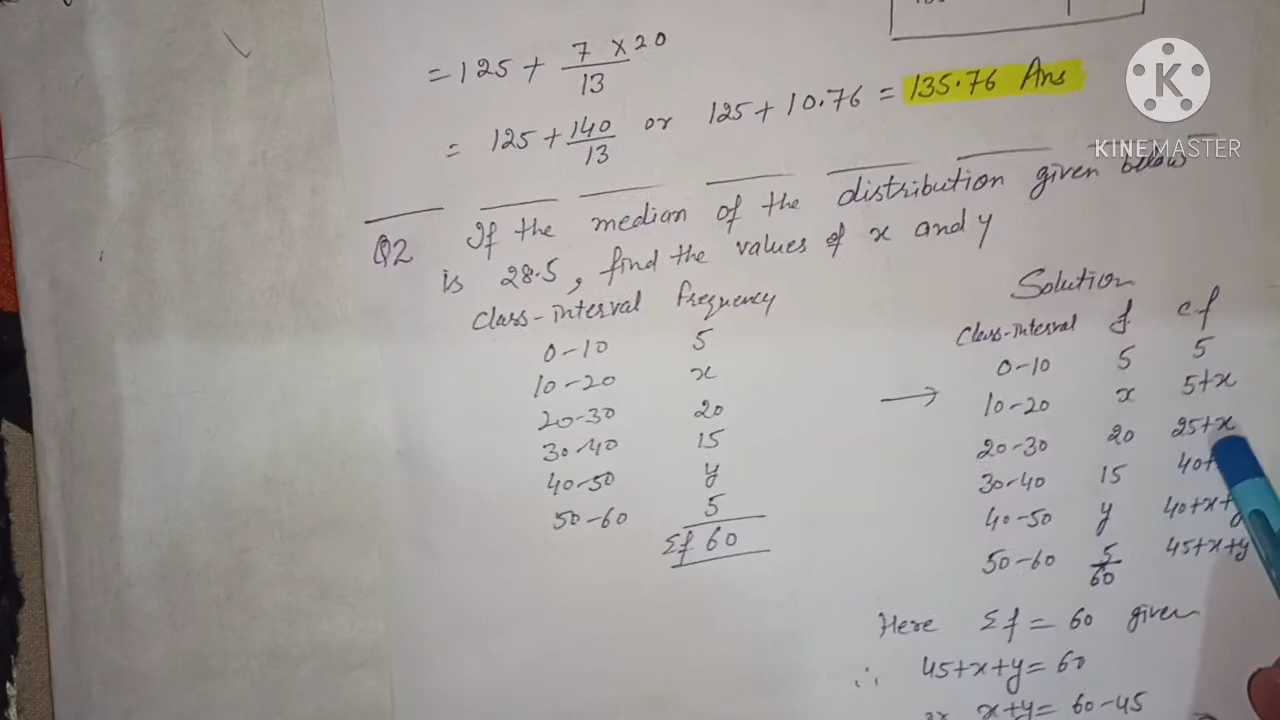 = 125 + 7 × 20 / 13
= 125 + 140/13 or 125 + 10.76 = 135.76 Ans
K
KINEMASTER
Q2 If the median of the distribution given below
is 28.5, find the values of x and y
Class-interval Frequency
0-10 5
10-20 x
20-30 20
30-40 15
40-50 y
50-60 5
Σf 60
Solution
Class-interval f c.f
0-10 5 5
→ 10-20 x 5+x
20-30 20 25+x
30-40 15 40+
40-50 y 40+x+y
50-60 5 45+x+y
60
Here Σf = 60 given
∴ 45+x+y = 60
or x+y = 60-45